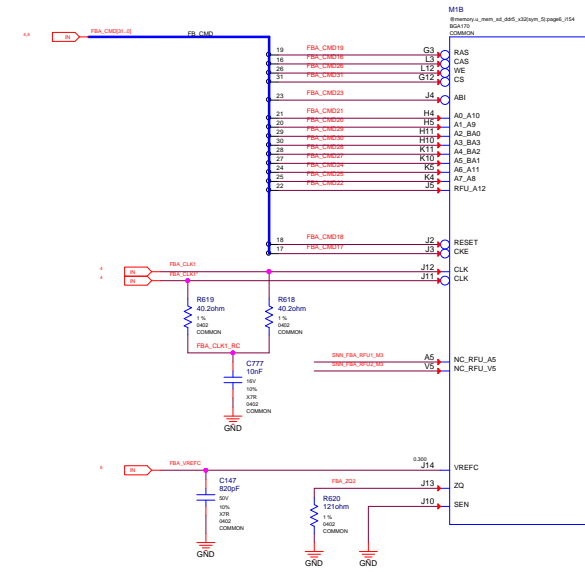 M1B
@memory.u_mem_sd_ddr5_x32(sym_5):page6_i154
BGA170
COMMON
4,6 IN FBA_CMD[31..0] FB_CMD
19 FBA_CMD19 G3 RAS
16 FBA_CMD16 L3 CAS
26 FBA_CMD26 L12 WE
31 FBA_CMD31 G12 CS
23 FBA_CMD23 J4 ABI
21 FBA_CMD21 H4 A0_A10
20 FBA_CMD20 H5 A1_A9
29 FBA_CMD29 H11 A2_BA0
30 FBA_CMD30 H10 A3_BA3
28 FBA_CMD28 K11 A4_BA2
27 FBA_CMD27 K10 A5_BA1
24 FBA_CMD24 K5 A6_A11
25 FBA_CMD25 K4 A7_A8
22 FBA_CMD22 J5 RFU_A12
18 FBA_CMD18 J2 RESET
17 FBA_CMD17 J3 CKE
4 IN FBA_CLK1 J12 CLK
4 IN FBA_CLK1* J11 CLK
R619
40.2ohm
1 %
0402
COMMON
R618
40.2ohm
1 %
0402
COMMON
FBA_CLK1_RC
C777
10nF
16V
10%
X7R
0402
COMMON
GND
SNN_FBA_RFU1_M3 A5 NC_RFU_A5
SNN_FBA_RFU2_M3 V5 NC_RFU_V5
IN FBA_VREFC 0.300 J14 VREFC
C147
820pF
50V
10%
X7R
0402
COMMON
GND
FBA_ZQ2 J13 ZQ
R620
121ohm
1 %
0402
COMMON
GND
J10 SEN
GND